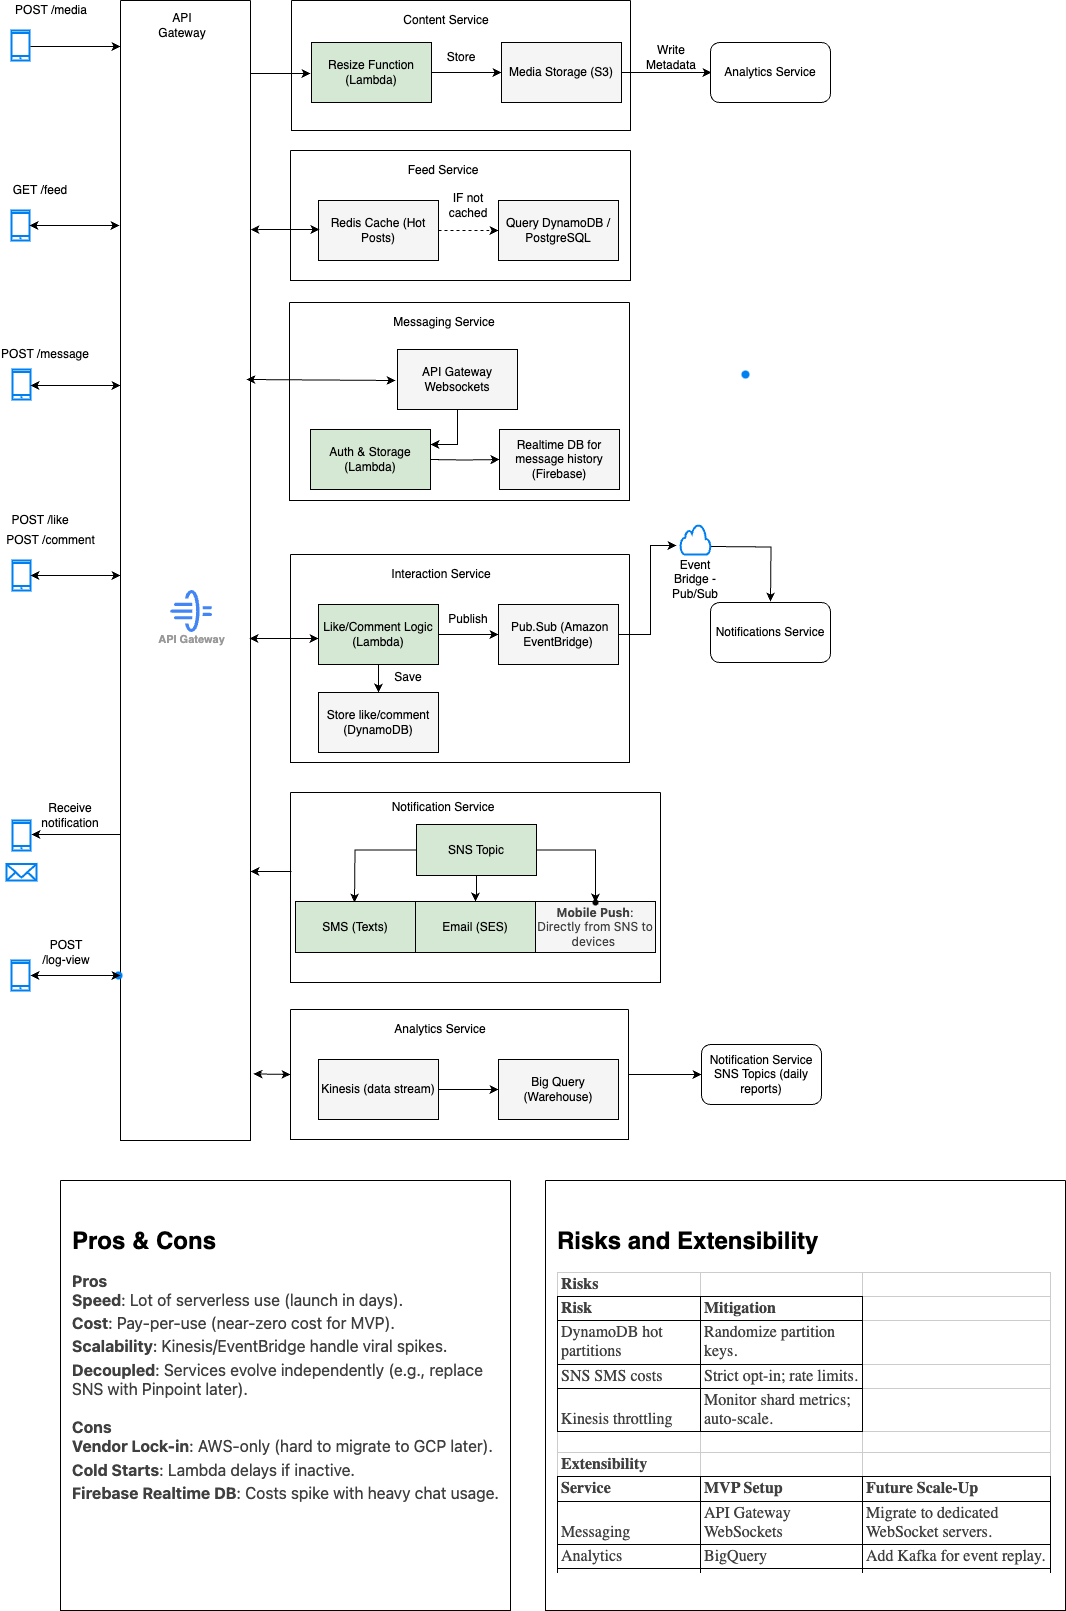 POST /media
API
Gateway
Content Service
Resize Function
(Lambda)
Store
Media Storage (S3)
Write
Metadata
Analytics Service
GET /feed
Feed Service
Redis Cache (Hot
Posts)
IF not
cached
Query DynamoDB /
PostgreSQL
POST /message
Messaging Service
API Gateway
Websockets
Auth & Storage
(Lambda)
Realtime DB for
message history
(Firebase)
POST /like
POST /comment
API Gateway
Interaction Service
Like/Comment Logic
(Lambda)
Publish
Pub.Sub (Amazon
EventBridge)
Save
Store like/comment
(DynamoDB)
Event
Bridge -
Pub/Sub
Notifications Service
Receive
notification
Notification Service
SNS Topic
SMS (Texts)
Email (SES)
Mobile Push:
Directly from SNS to
devices
POST
/log-view
Analytics Service
Kinesis (data stream)
Big Query
(Warehouse)
Notification Service
SNS Topics (daily
reports)
Pros & Cons
Pros
Speed: Lot of serverless use (launch in days).
Cost: Pay-per-use (near-zero cost for MVP).
Scalability: Kinesis/EventBridge handle viral spikes.
Decoupled: Services evolve independently (e.g., replace
SNS with Pinpoint later).
Cons
Vendor Lock-in: AWS-only (hard to migrate to GCP later).
Cold Starts: Lambda delays if inactive.
Firebase Realtime DB: Costs spike with heavy chat usage.
Risks and Extensibility
Risks
Risk Mitigation
DynamoDB hot
partitions
Randomize partition
keys.
SNS SMS costs Strict opt-in; rate limits.
Kinesis throttling
Monitor shard metrics;
auto-scale.
Extensibility
Service MVP Setup Future Scale-Up
Messaging
API Gateway
WebSockets
Migrate to dedicated
WebSocket servers.
Analytics BigQuery Add Kafka for event replay.